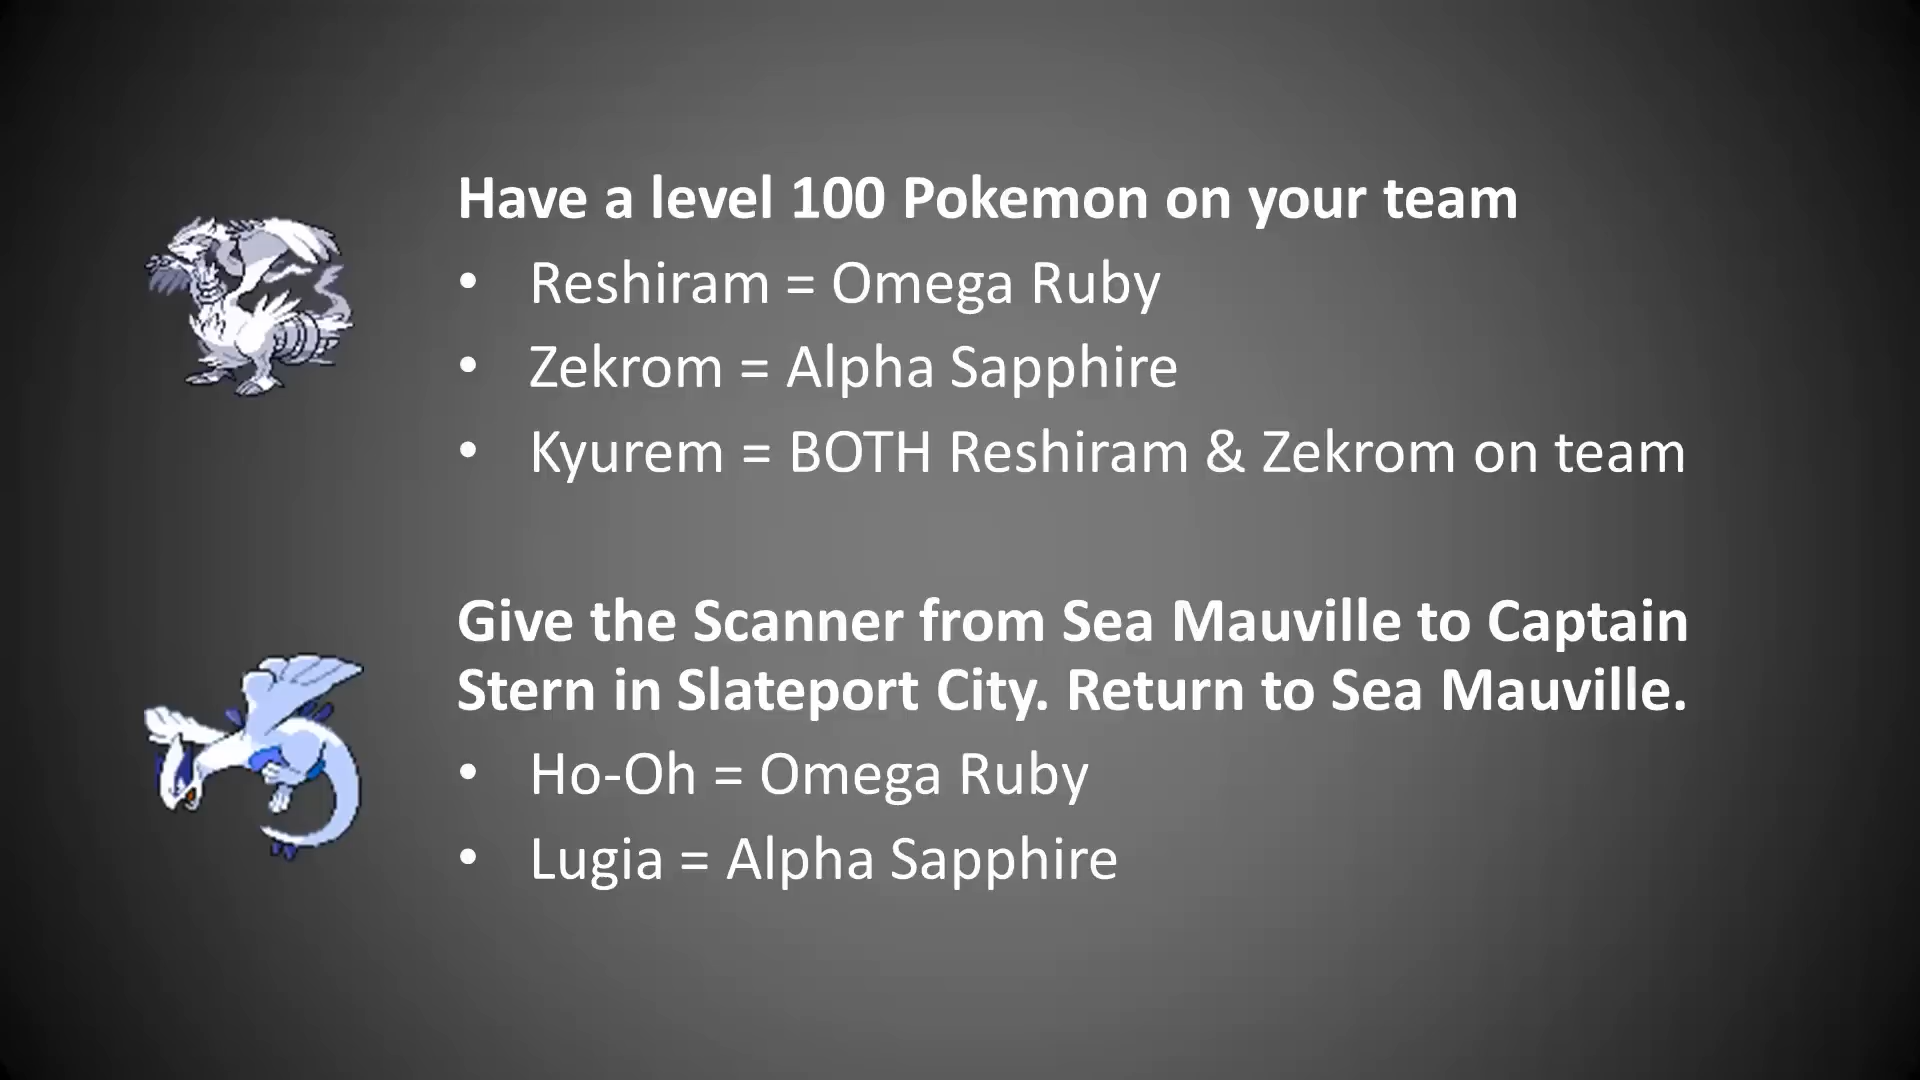 Have a level 100 Pokemon on your team
• Reshiram = Omega Ruby
• Zekrom = Alpha Sapphire
• Kyurem = BOTH Reshiram & Zekrom on team
Give the Scanner from Sea Mauville to Captain
Stern in Slateport City. Return to Sea Mauville.
• Ho-Oh = Omega Ruby
• Lugia = Alpha Sapphire